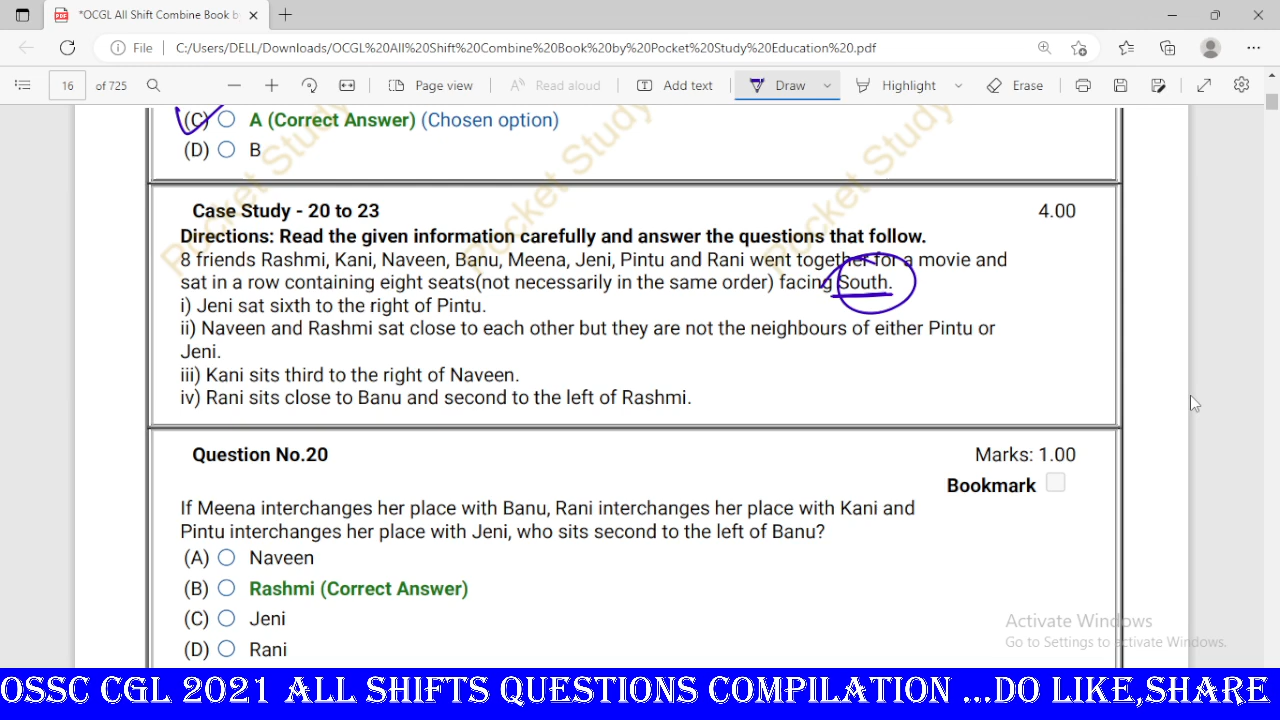 *OCGL All Shift Combine Book b
File C:/Users/DELL/Downloads/OCGL%20All%20Shift%20Combine%20Book%20by%20Pocket%20Study%20Education%20.pdf
16 of 725 Page view Read aloud Add text Draw Highlight Erase
(C) A (Correct Answer) (Chosen option)
(D) B
Case Study - 20 to 23 4.00
Directions: Read the given information carefully and answer the questions that follow.
8 friends Rashmi, Kani, Naveen, Banu, Meena, Jeni, Pintu and Rani went together for a movie and
sat in a row containing eight seats(not necessarily in the same order) facing South.
i) Jeni sat sixth to the right of Pintu.
ii) Naveen and Rashmi sat close to each other but they are not the neighbours of either Pintu or
Jeni.
iii) Kani sits third to the right of Naveen.
iv) Rani sits close to Banu and second to the left of Rashmi.
Question No.20 Marks: 1.00
Bookmark
If Meena interchanges her place with Banu, Rani interchanges her place with Kani and
Pintu interchanges her place with Jeni, who sits second to the left of Banu?
(A) Naveen
(B) Rashmi (Correct Answer)
(C) Jeni
(D) Rani
Activate Windows
Go to Settings to activate Windows.
Pocket Study
Pocket Study
Pocket Study
OSSC CGL 2021 ALL SHIFTS QUESTIONS COMPILATION ...DO LIKE,SHARE